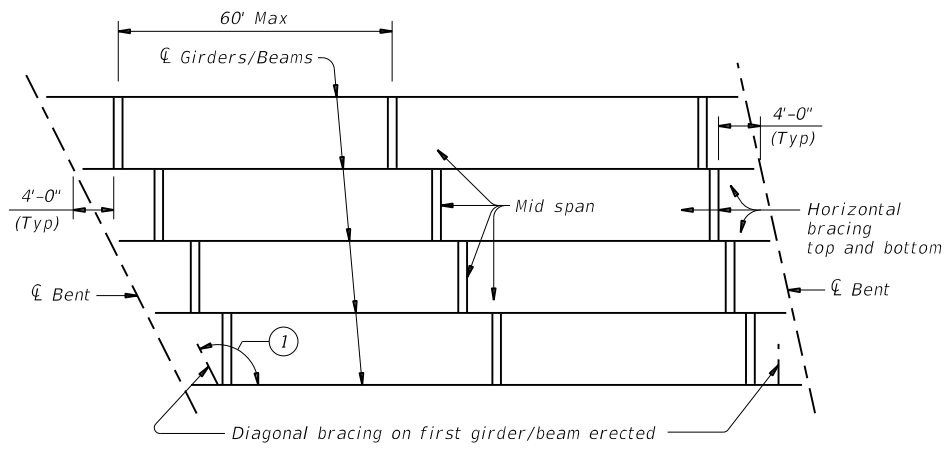 60' Max
℄ Girders/Beams
4'-0"
(Typ)
4'-0"
(Typ)
Mid span
Horizontal
bracing
top and bottom
℄ Bent
℄ Bent
1
Diagonal bracing on first girder/beam erected